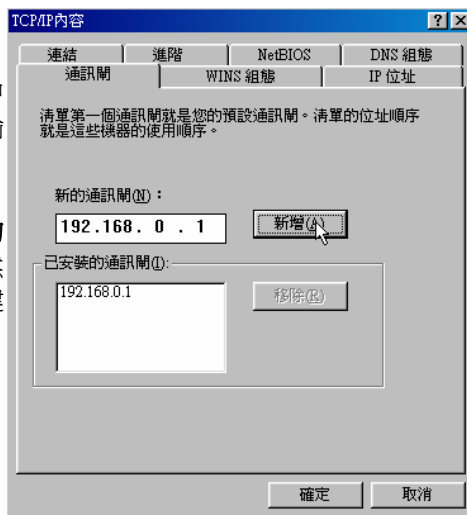 TCP/IP內容
連結 進階 NetBIOS DNS 組態
通訊閘 WINS 組態 IP 位址
清單第一個通訊閘就是您的預設通訊閘。清單的位址順序
就是這些機器的使用順序。
新的通訊閘(N)：
192.168. 0 . 1 新增(A)
已安裝的通訊閘(I):
192.168.0.1 移除(R)
確定 取消